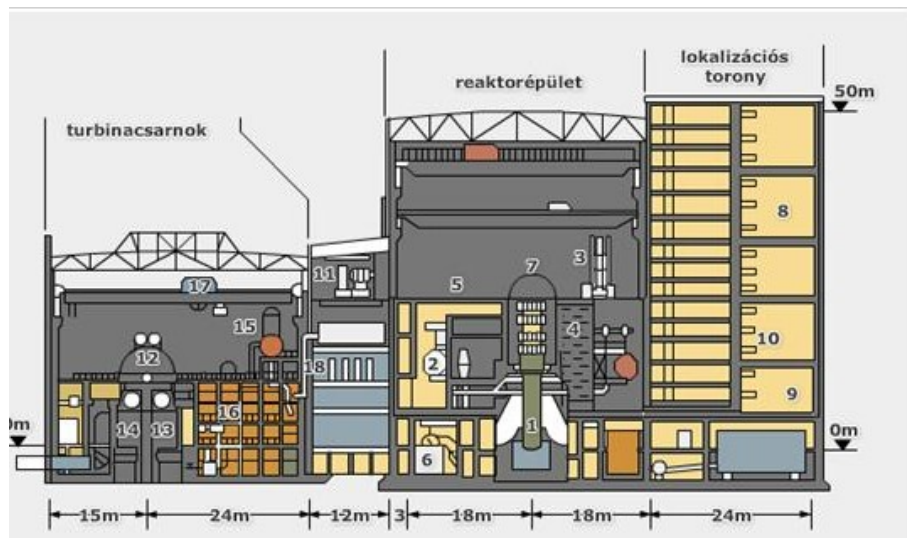 lokalizációs
torony
reaktorépület
50m
turbinacsarnok
8
17
11
5
7
3
15
12
4
10
2
18
9
16
14
13
1
0m
6
0m
15m
24m
12m
3
18m
18m
24m